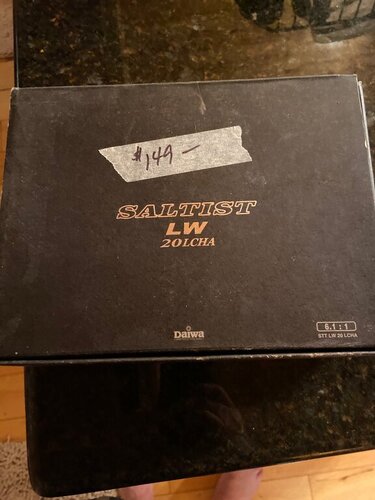 $149-
SALTIST
LW
20LCHA
Daiwa
6.1 : 1
STT LW 20 LCHA